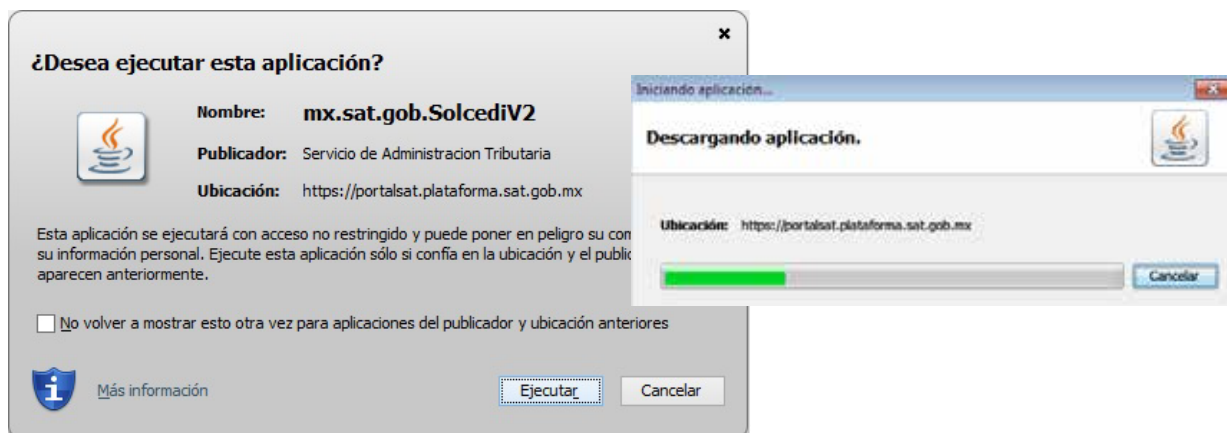 ¿Desea ejecutar esta aplicación?
Nombre: mx.sat.gob.SolcediV2
Publicador: Servicio de Administracion Tributaria
Ubicación: https://portalsat.plataforma.sat.gob.mx
Esta aplicación se ejecutará con acceso no restringido y puede poner en peligro su
su información personal. Ejecute esta aplicación sólo si confía en la ubicación y el
aparecen anteriormente.
No volver a mostrar esto otra vez para aplicaciones del publicador y ubicación anteriores
Más información
Ejecutar
Cancelar
Iniciando aplicación...
Descargando aplicación.
Ubicación: https://portalsat.plataforma.sat.gob.mx
Cancelar